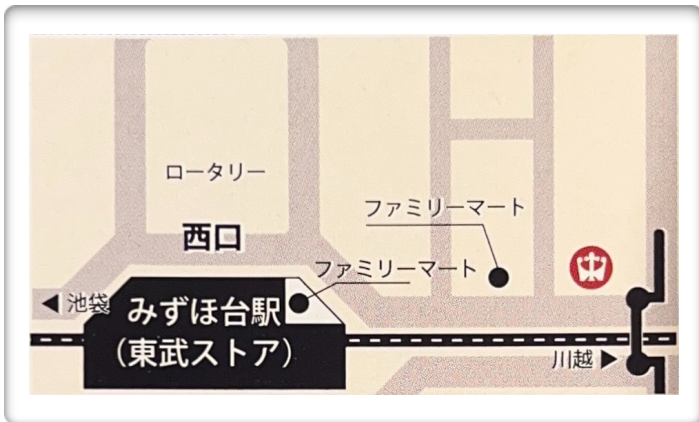 ロータリー
ファミリーマート
西口
ファミリーマート
◀ 池袋
みずほ台駅
(東武ストア)
川越 ▶